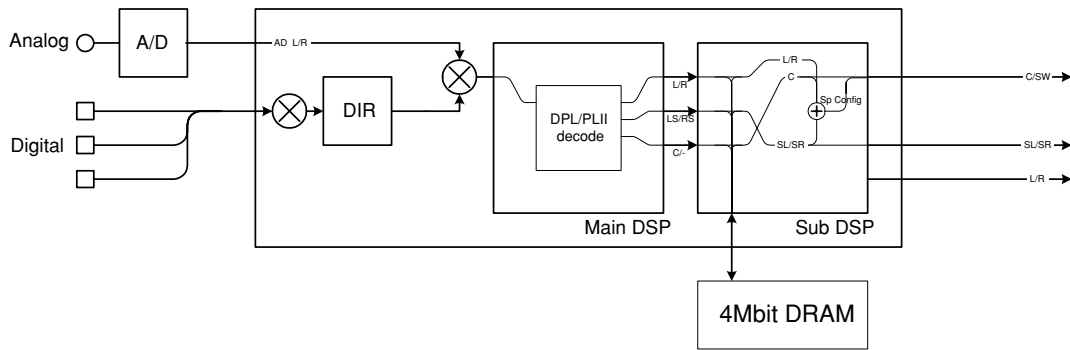 Analog
A/D
AD L/R
DIR
Digital
DPL/PLII
decode
L/R
LS/RS
C/-
Main DSP
L/R
C
Sp Config
SL/SR
Sub DSP
C/SW
SL/SR
L/R
4Mbit DRAM